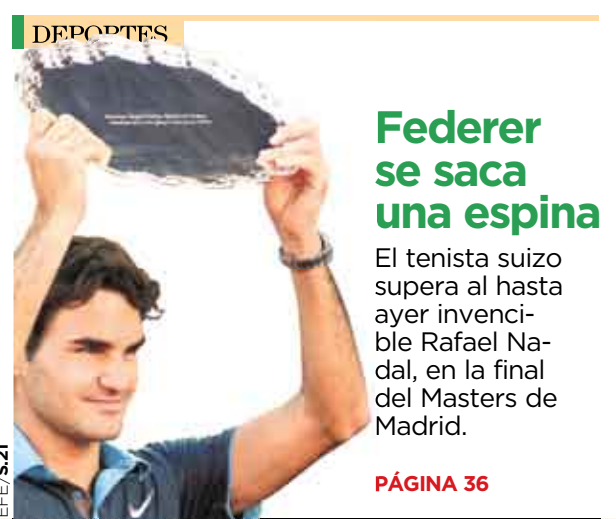 DEPORTES
Federer
se saca
una espina
El tenista suizo
supera al hasta
ayer invenci-
ble Rafael Na-
dal, en la final
del Masters de
Madrid.
PÁGINA 36
EFE/S.21